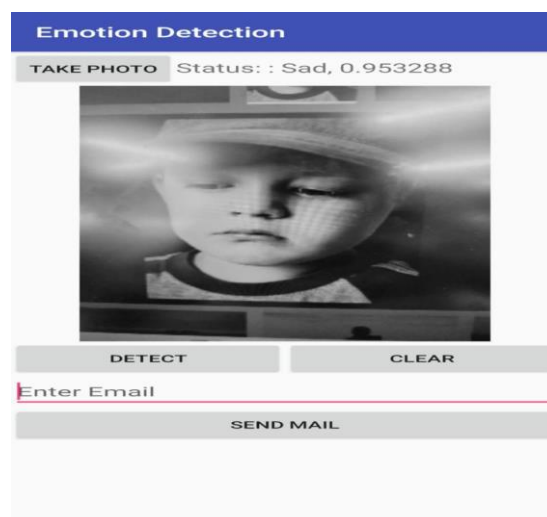 Emotion Detection
TAKE PHOTO Status: : Sad, 0.953288
DETECT CLEAR
Enter Email
SEND MAIL